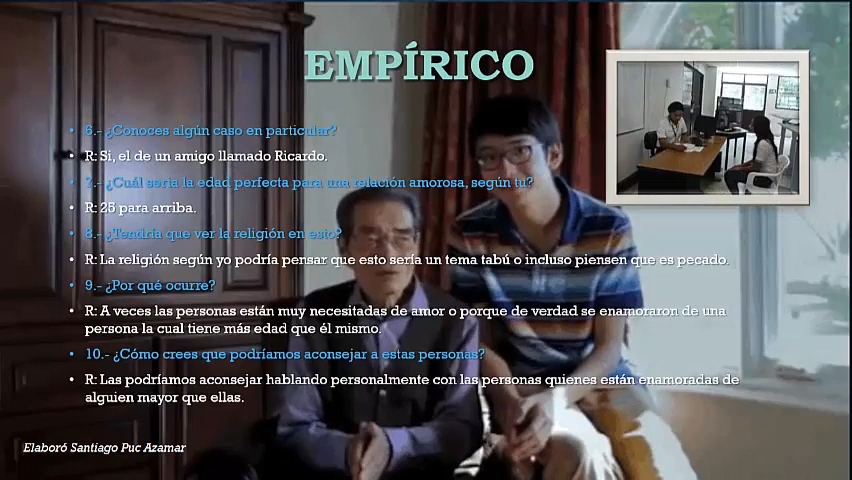 EMPÍRICO
• 6.- ¿Conoces algún caso en particular?
• R: Si, el de un amigo llamado Ricardo.
• 7.- ¿Cuál sería la edad perfecta para una relación amorosa, según tu?
• R: 25 para arriba.
• 8.- ¿Tendría que ver la religión en esto?
• R: La religión según yo podría pensar que esto sería un tema tabú o incluso piensen que es pecado.
• 9.- ¿Por qué ocurre?
• R: A veces las personas están muy necesitadas de amor o porque de verdad se enamoraron de una
persona la cual tiene más edad que él mismo.
• 10.- ¿Cómo crees que podríamos aconsejar a estas personas?
• R: Las podríamos aconsejar hablando personalmente con las personas quienes están enamoradas de
alguien mayor que ellas.
Elaboró Santiago Puc Azamar